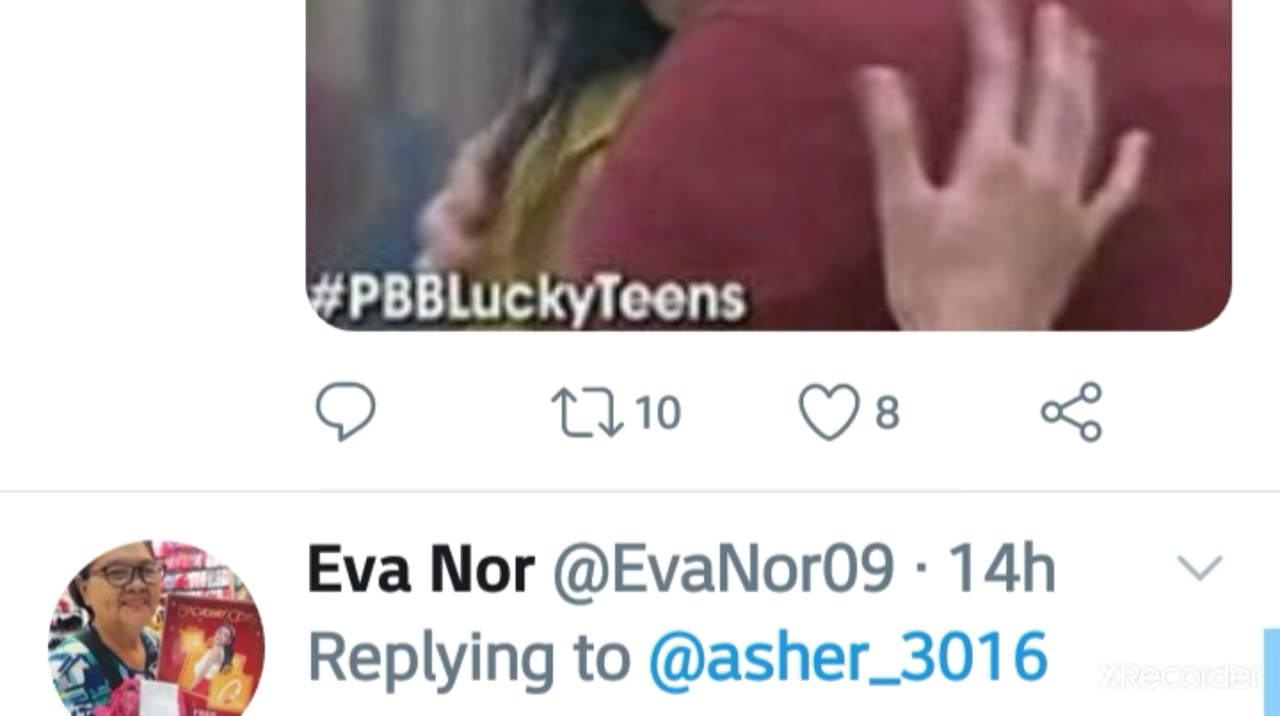 #PBBLuckyTeens
10 8
Eva Nor @EvaNor09 · 14h
Replying to @asher_3016
XRecorder